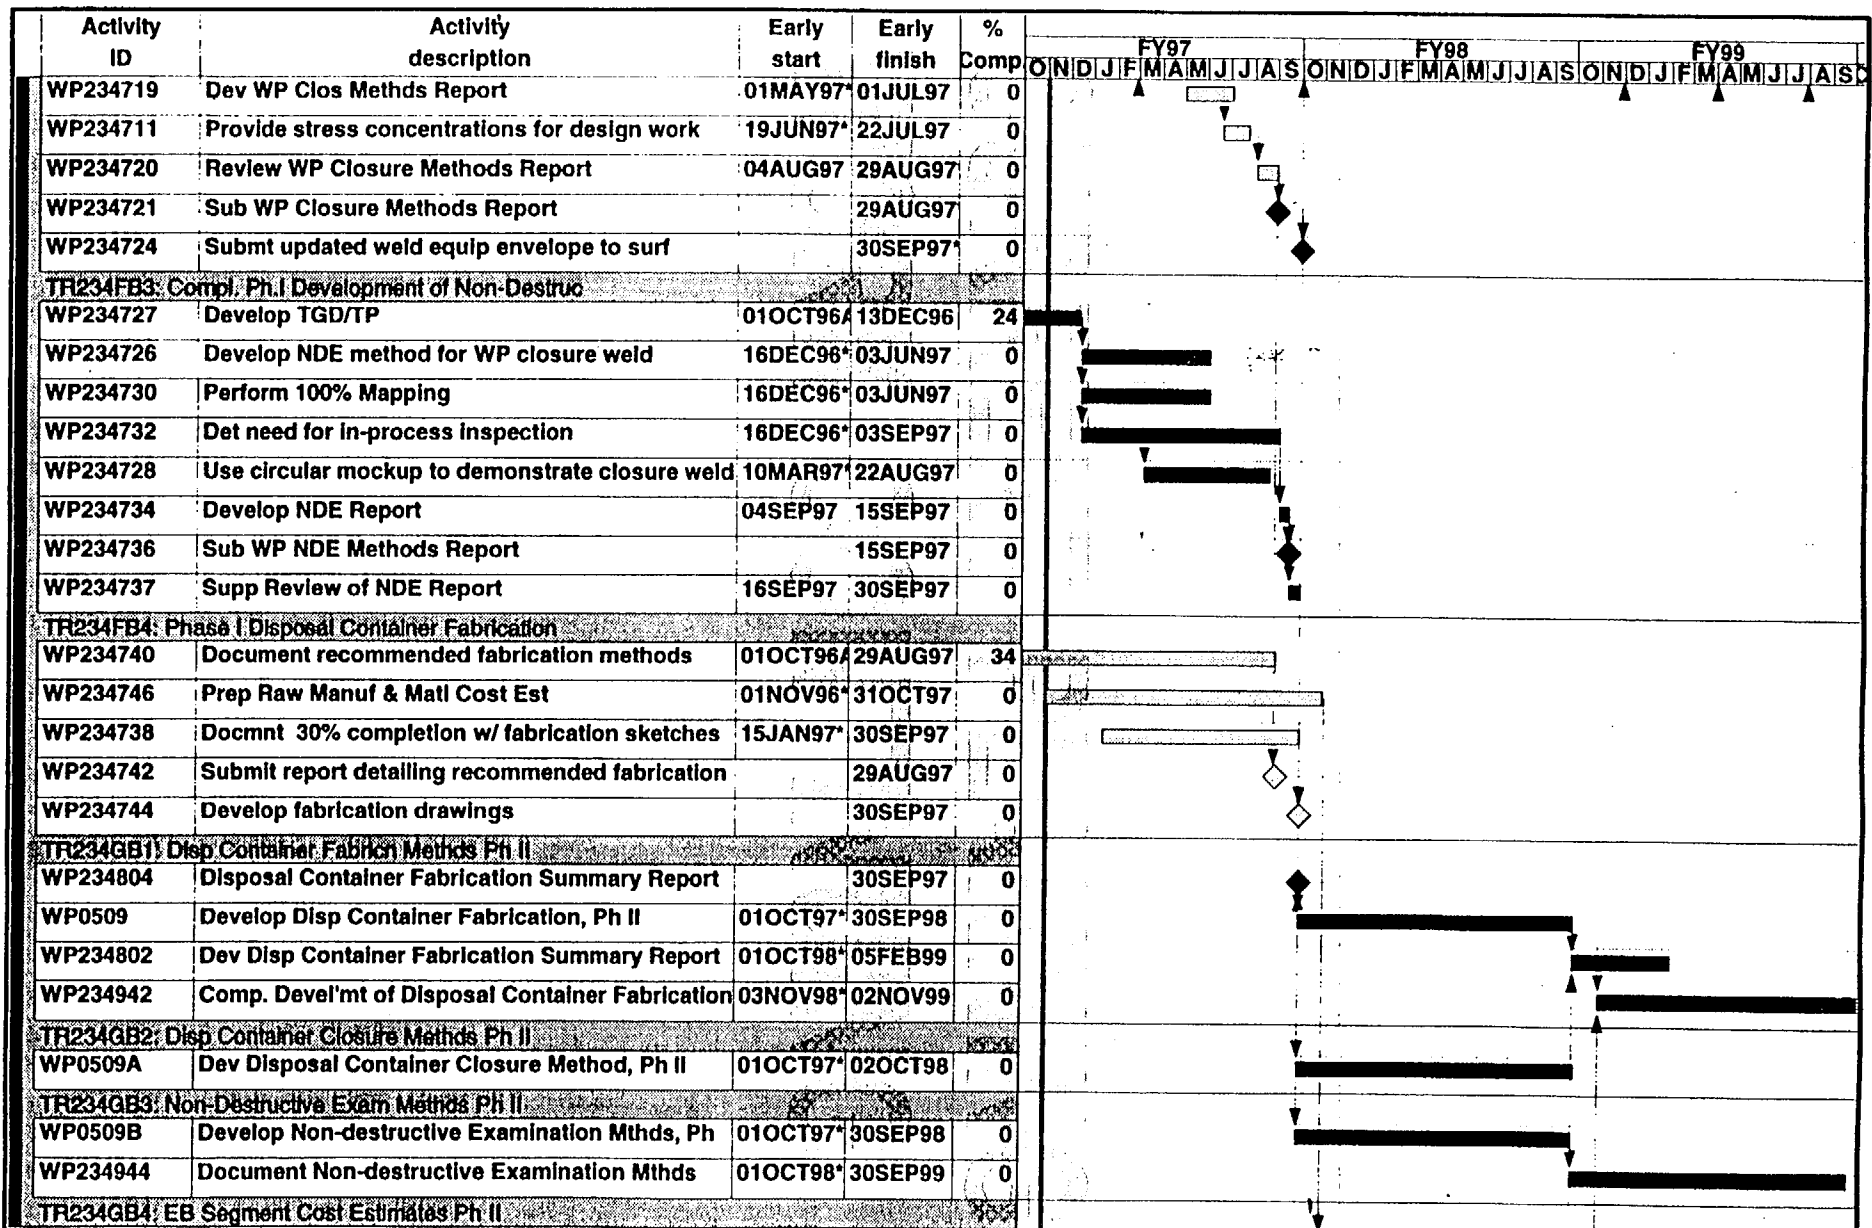 Activity ID Activity description Early start Early finish % Comp FY97 FY98 FY99
O N D J F M A M J J A S O N D J F M A M J J A S O N D J F M A M J J A S
WP234719 Dev WP Clos Methds Report 01MAY97* 01JUL97 0
WP234711 Provide stress concentrations for design work 19JUN97* 22JUL97 0
WP234720 Review WP Closure Methods Report 04AUG97 29AUG97 0
WP234721 Sub WP Closure Methods Report 29AUG97 0
WP234724 Submt updated weld equip envelope to surf 30SEP97* 0
TR234FB3: Compl. Ph.I Development of Non-Destruc
WP234727 Develop TGD/TP 01OCT96A 13DEC96 24
WP234726 Develop NDE method for WP closure weld 16DEC96* 03JUN97 0
WP234730 Perform 100% Mapping 16DEC96* 03JUN97 0
WP234732 Det need for in-process inspection 16DEC96* 03SEP97 0
WP234728 Use circular mockup to demonstrate closure weld 10MAR97* 22AUG97 0
WP234734 Develop NDE Report 04SEP97 15SEP97 0
WP234736 Sub WP NDE Methods Report 15SEP97 0
WP234737 Supp Review of NDE Report 16SEP97 30SEP97 0
TR234FB4: Phase I Disposal Container Fabrication
WP234740 Document recommended fabrication methods 01OCT96A 29AUG97 34
WP234746 Prep Raw Manuf & Matl Cost Est 01NOV96* 31OCT97 0
WP234738 Docmnt 30% completion w/ fabrication sketches 15JAN97* 30SEP97 0
WP234742 Submit report detailing recommended fabrication 29AUG97 0
WP234744 Develop fabrication drawings 30SEP97 0
TR234GB1: Disp Container Fabricn Methds Ph II
WP234804 Disposal Container Fabrication Summary Report 30SEP97 0
WP0509 Develop Disp Container Fabrication, Ph II 01OCT97* 30SEP98 0
WP234802 Dev Disp Container Fabrication Summary Report 01OCT98* 05FEB99 0
WP234942 Comp. Devel'mt of Disposal Container Fabrication 03NOV98* 02NOV99 0
TR234GB2: Disp Container Closure Methds Ph II
WP0509A Dev Disposal Container Closure Method, Ph II 01OCT97* 02OCT98 0
TR234GB3: Non-Destructive Exam Methds Ph II
WP0509B Develop Non-destructive Examination Mthds, Ph 01OCT97* 30SEP98 0
WP234944 Document Non-destructive Examination Mthds 01OCT98* 30SEP99 0
TR234GB4: EB Segment Cost Estimates Ph II